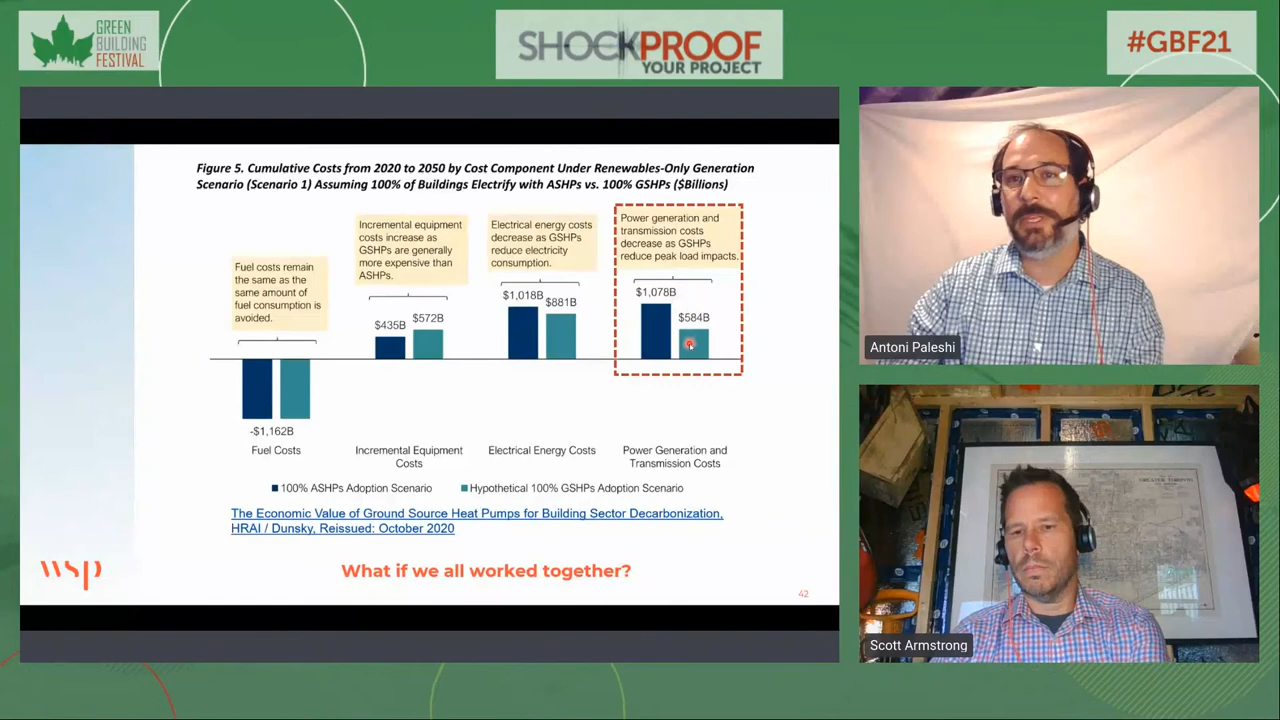 GREEN
BUILDING
FESTIVAL
SHOCKPROOF
YOUR PROJECT
#GBF21
Figure 5. Cumulative Costs from 2020 to 2050 by Cost Component Under Renewables-Only Generation
Scenario (Scenario 1) Assuming 100% of Buildings Electrify with ASHPs vs. 100% GSHPs ($Billions)
Fuel costs remain
the same as the
same amount of
fuel consumption is
avoided.
Incremental equipment
costs increase as
GSHPs are generally
more expensive than
ASHPs.
Electrical energy costs
decrease as GSHPs
reduce electricity
consumption.
Power generation and
transmission costs
decrease as GSHPs
reduce peak load impacts.
$435B
$572B
$1,018B
$881B
$1,078B
$584B
-$1,162B
Fuel Costs
Incremental Equipment
Costs
Electrical Energy Costs
Power Generation and
Transmission Costs
100% ASHPs Adoption Scenario
Hypothetical 100% GSHPs Adoption Scenario
The Economic Value of Ground Source Heat Pumps for Building Sector Decarbonization,
HRAI / Dunsky, Reissued: October 2020
wsp
What if we all worked together?
42
Antoni Paleshi
GREATER TORONTO
Scott Armstrong